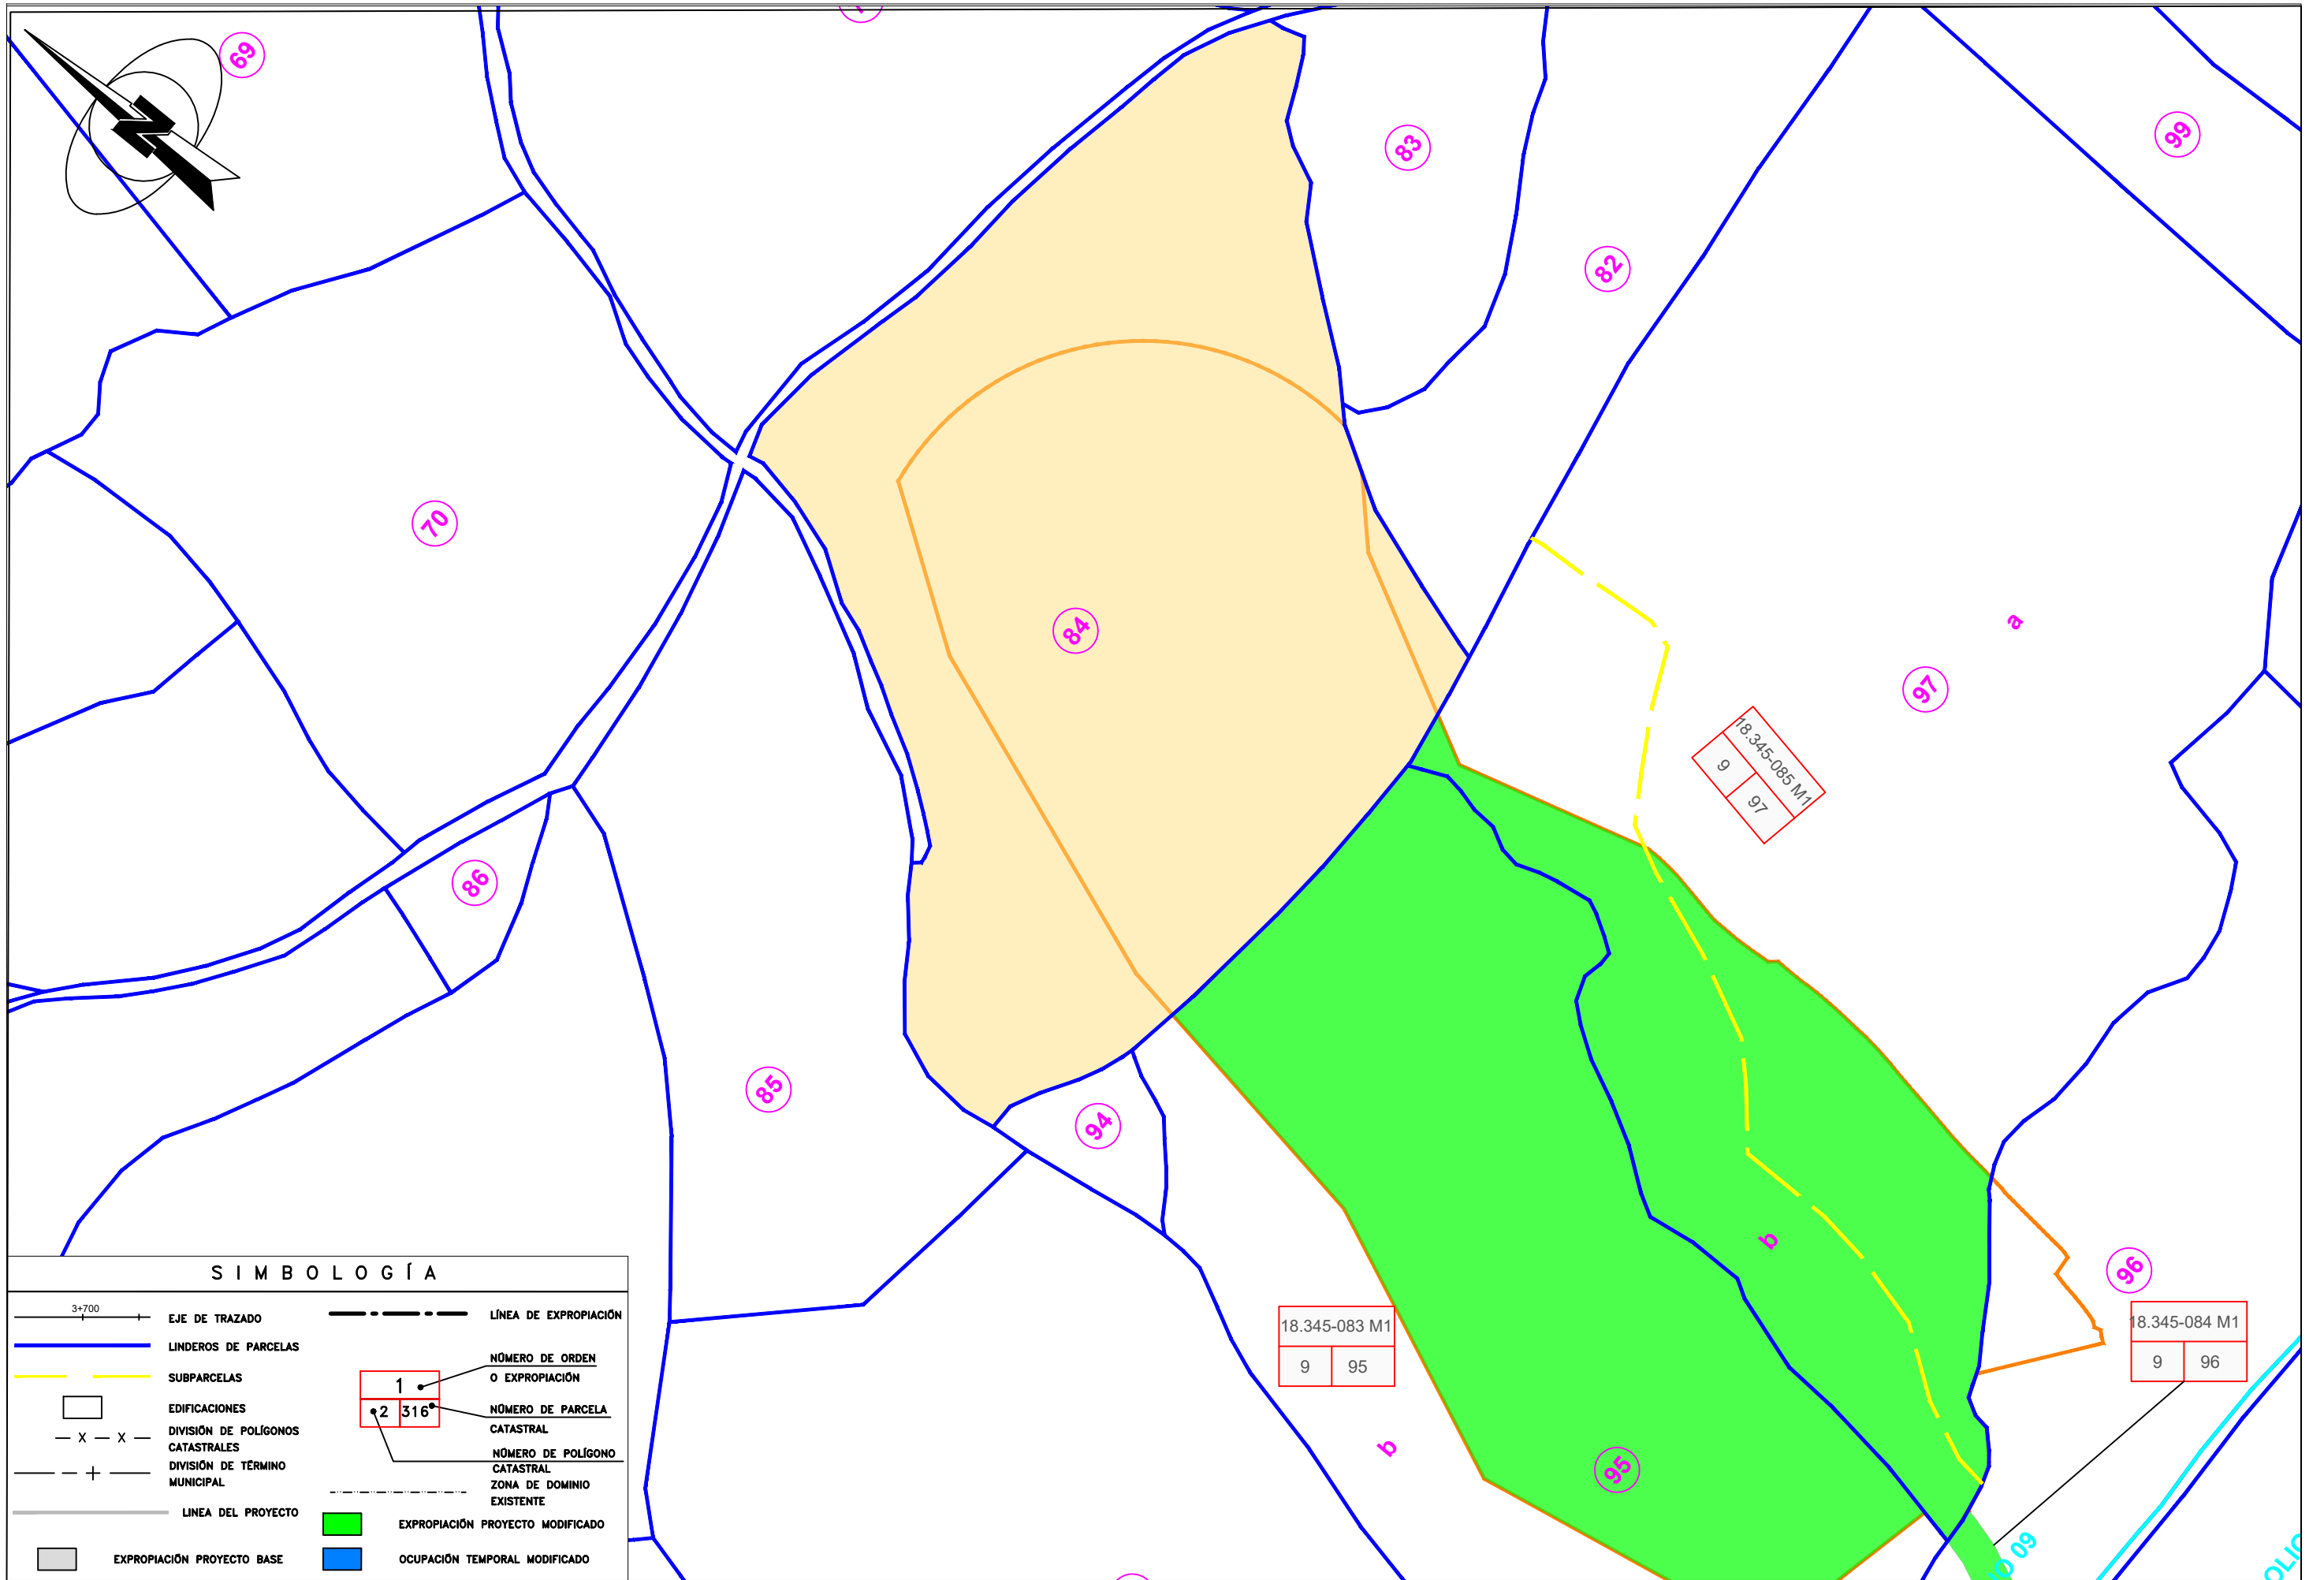 69
83
99
82
70
84
a
97
18.345-085 M1
9 97
86
85
94
b
96
18.345-083 M1
9 95
18.345-084 M1
9 96
b
95
09
SIMBOLOGÍA
3+700
EJE DE TRAZADO
LÍNEA DE EXPROPIACIÓN
LINDEROS DE PARCELAS
SUBPARCELAS
1
NÚMERO DE ORDEN
O EXPROPIACIÓN
EDIFICACIONES
2 316
NÚMERO DE PARCELA
CATASTRAL
X X
DIVISIÓN DE POLÍGONOS
CATASTRALES
NÚMERO DE POLÍGONO
CATASTRAL
DIVISIÓN DE TÉRMINO
MUNICIPAL
ZONA DE DOMINIO
EXISTENTE
LINEA DEL PROYECTO
EXPROPIACIÓN PROYECTO MODIFICADO
EXPROPIACIÓN PROYECTO BASE
OCUPACIÓN TEMPORAL MODIFICADO